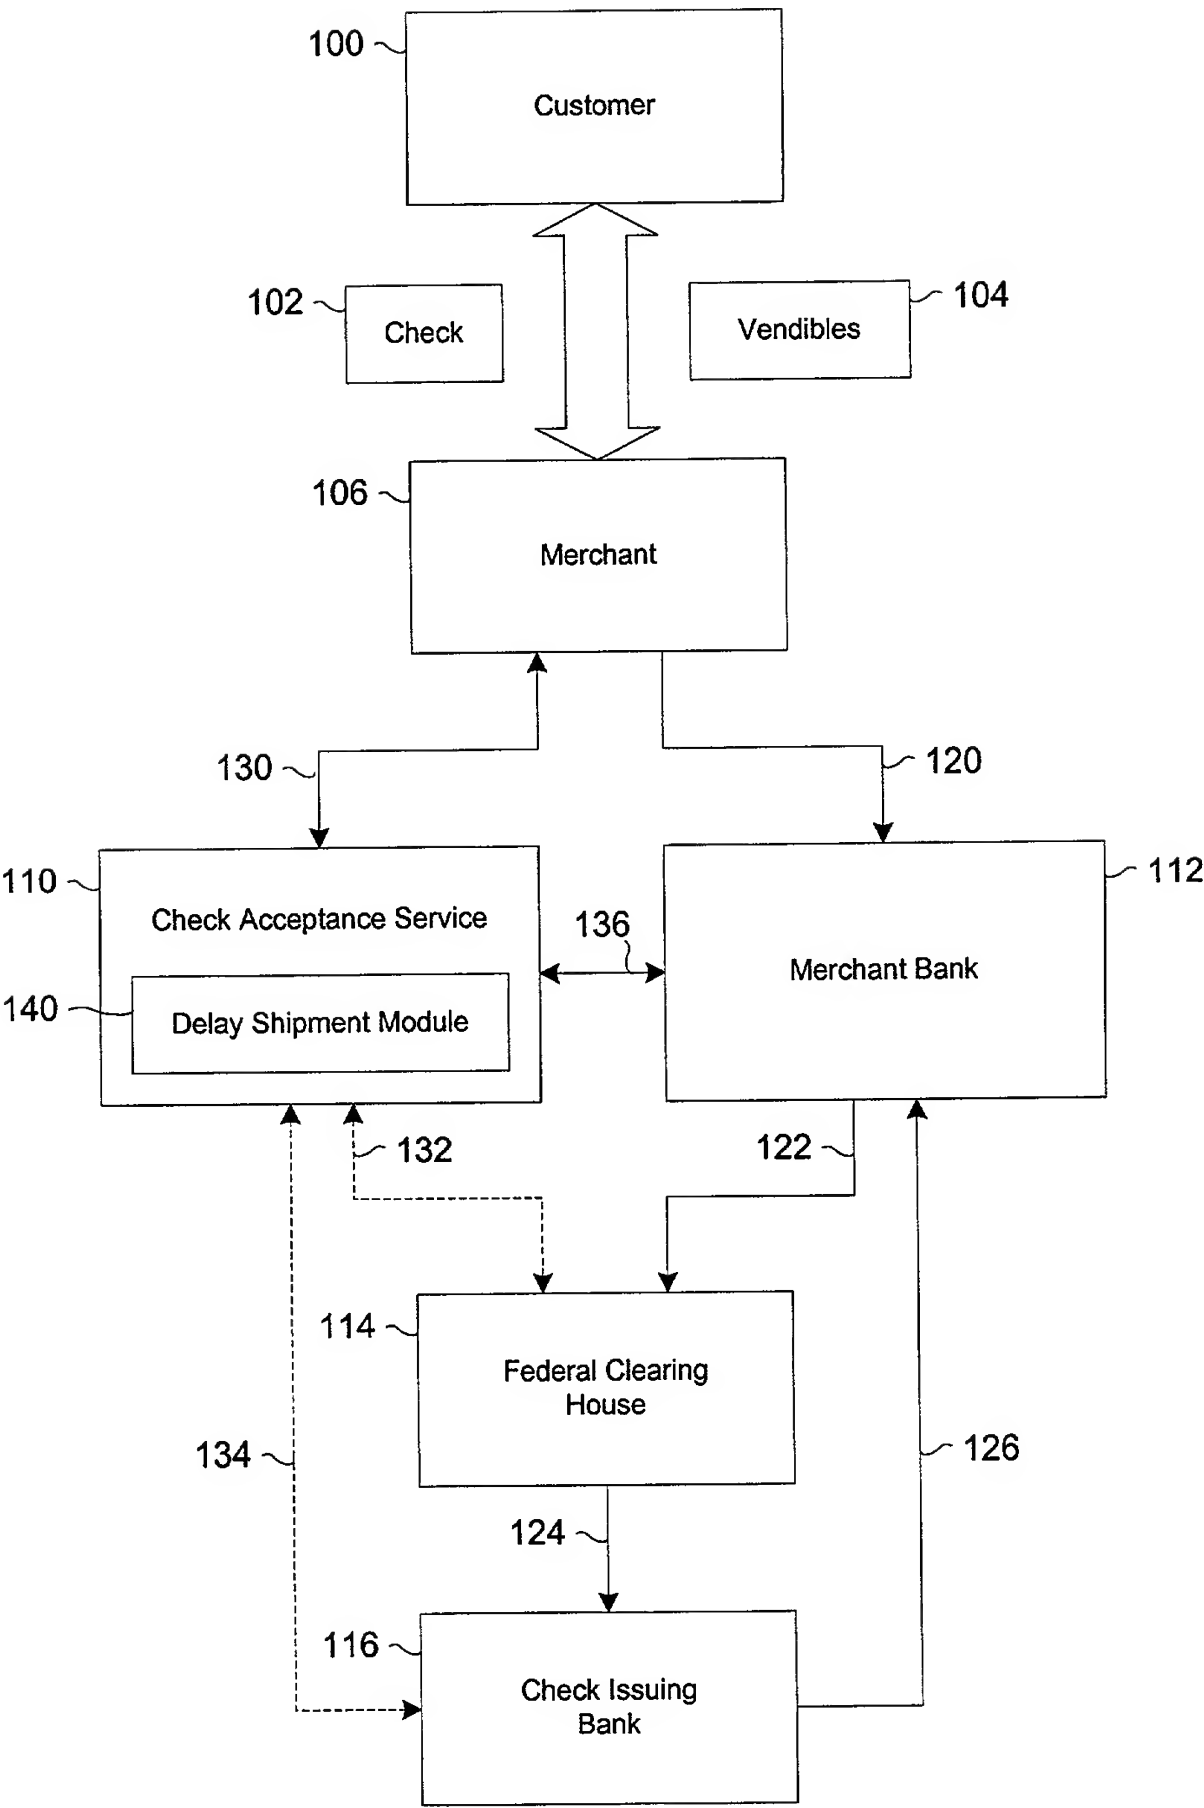 100
Customer
102
Check
Vendibles
104
106
Merchant
130
120
110
Check Acceptance Service
136
112
Merchant Bank
140
Delay Shipment Module
132
122
114
Federal Clearing
House
134
126
124
116
Check Issuing
Bank